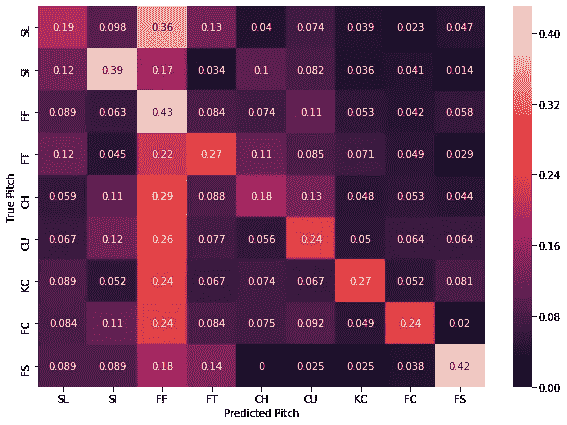 SL 0.19 0.098 0.36 0.13 0.04 0.074 0.039 0.023 0.047
SI 0.12 0.39 0.17 0.034 0.1 0.082 0.036 0.041 0.014
FF 0.089 0.063 0.43 0.084 0.074 0.11 0.053 0.042 0.058
FT 0.12 0.045 0.22 0.27 0.11 0.085 0.071 0.049 0.029
CH 0.059 0.11 0.29 0.088 0.18 0.13 0.048 0.053 0.044
CU 0.067 0.12 0.26 0.077 0.056 0.24 0.05 0.064 0.064
KC 0.089 0.052 0.24 0.067 0.074 0.067 0.27 0.052 0.081
FC 0.084 0.11 0.24 0.084 0.075 0.092 0.049 0.24 0.02
FS 0.089 0.089 0.18 0.14 0 0.025 0.025 0.038 0.42
SL SI FF FT CH CU KC FC FS
Predicted Pitch
True Pitch
0.40
0.32
0.24
0.16
0.08
0.00